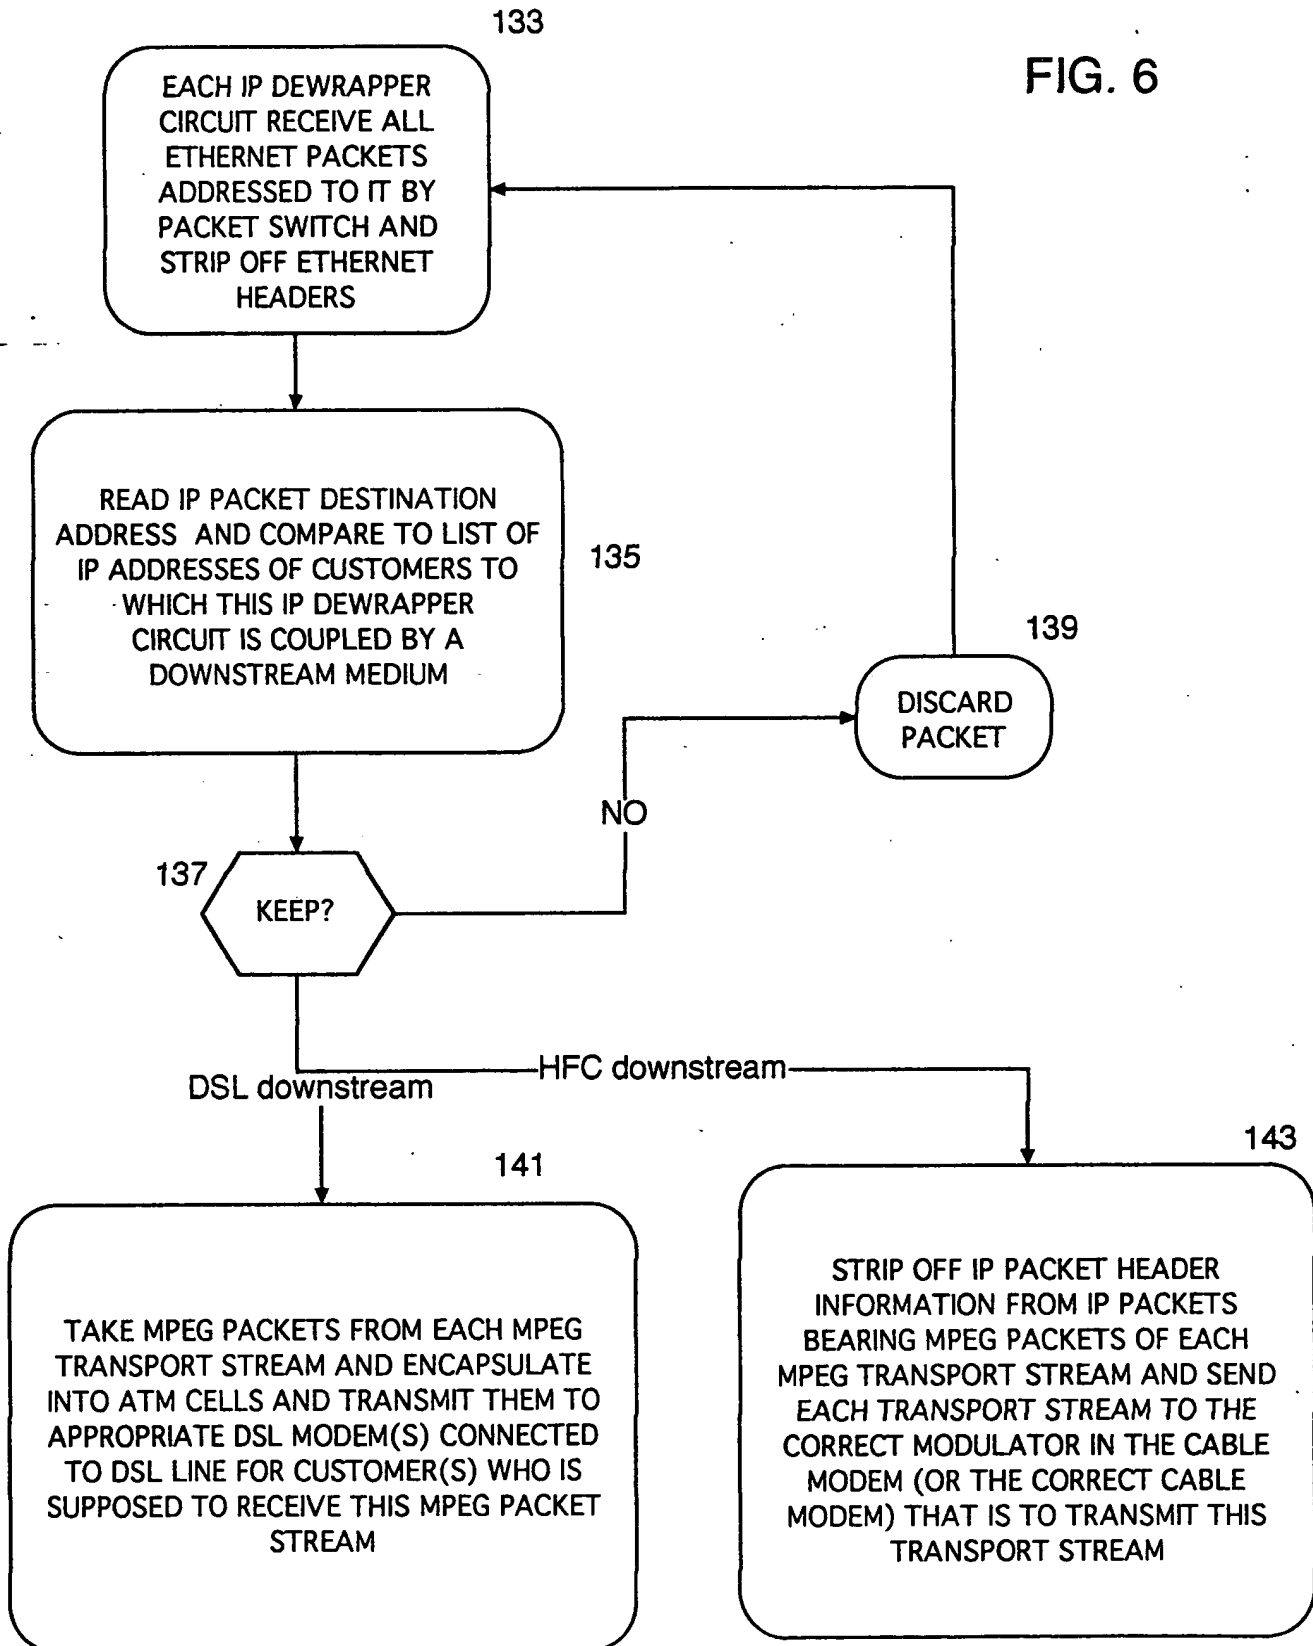 133
FIG. 6
EACH IP DEWRAPPER
CIRCUIT RECEIVE ALL
ETHERNET PACKETS
ADDRESSED TO IT BY
PACKET SWITCH AND
STRIP OFF ETHERNET
HEADERS
READ IP PACKET DESTINATION
ADDRESS AND COMPARE TO LIST OF
IP ADDRESSES OF CUSTOMERS TO
WHICH THIS IP DEWRAPPER
CIRCUIT IS COUPLED BY A
DOWNSTREAM MEDIUM
135
139
DISCARD
PACKET
NO
137
KEEP?
DSL downstream
HFC downstream
141
TAKE MPEG PACKETS FROM EACH MPEG
TRANSPORT STREAM AND ENCAPSULATE
INTO ATM CELLS AND TRANSMIT THEM TO
APPROPRIATE DSL MODEM(S) CONNECTED
TO DSL LINE FOR CUSTOMER(S) WHO IS
SUPPOSED TO RECEIVE THIS MPEG PACKET
STREAM
143
STRIP OFF IP PACKET HEADER
INFORMATION FROM IP PACKETS
BEARING MPEG PACKETS OF EACH
MPEG TRANSPORT STREAM AND SEND
EACH TRANSPORT STREAM TO THE
CORRECT MODULATOR IN THE CABLE
MODEM (OR THE CORRECT CABLE
MODEM) THAT IS TO TRANSMIT THIS
TRANSPORT STREAM